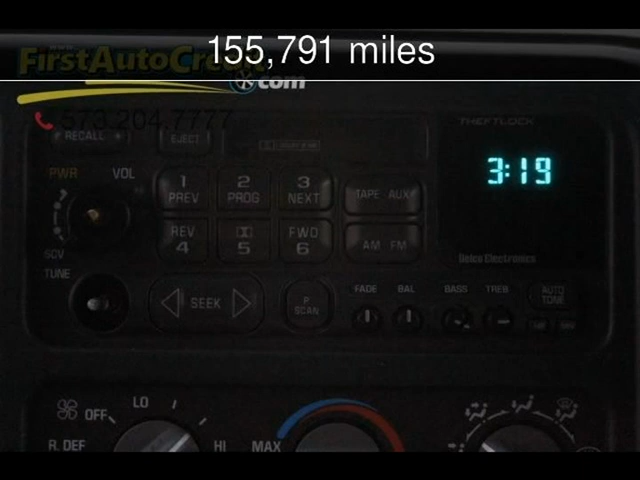 155,791 miles
FirstAutoCredit
.com
573.204.7777
THEFTLOCK
RECALL
EJECT
3:19
PWR VOL
1 PREV 2 PROG 3 NEXT TAPE AUX
REV 4 5 FWD 6 AM FM
SCV
TUNE
Delco Electronics
SEEK
P SCAN
FADE BAL BASS TREB
AUTO TONE
OFF LO
R. DEF HI MAX